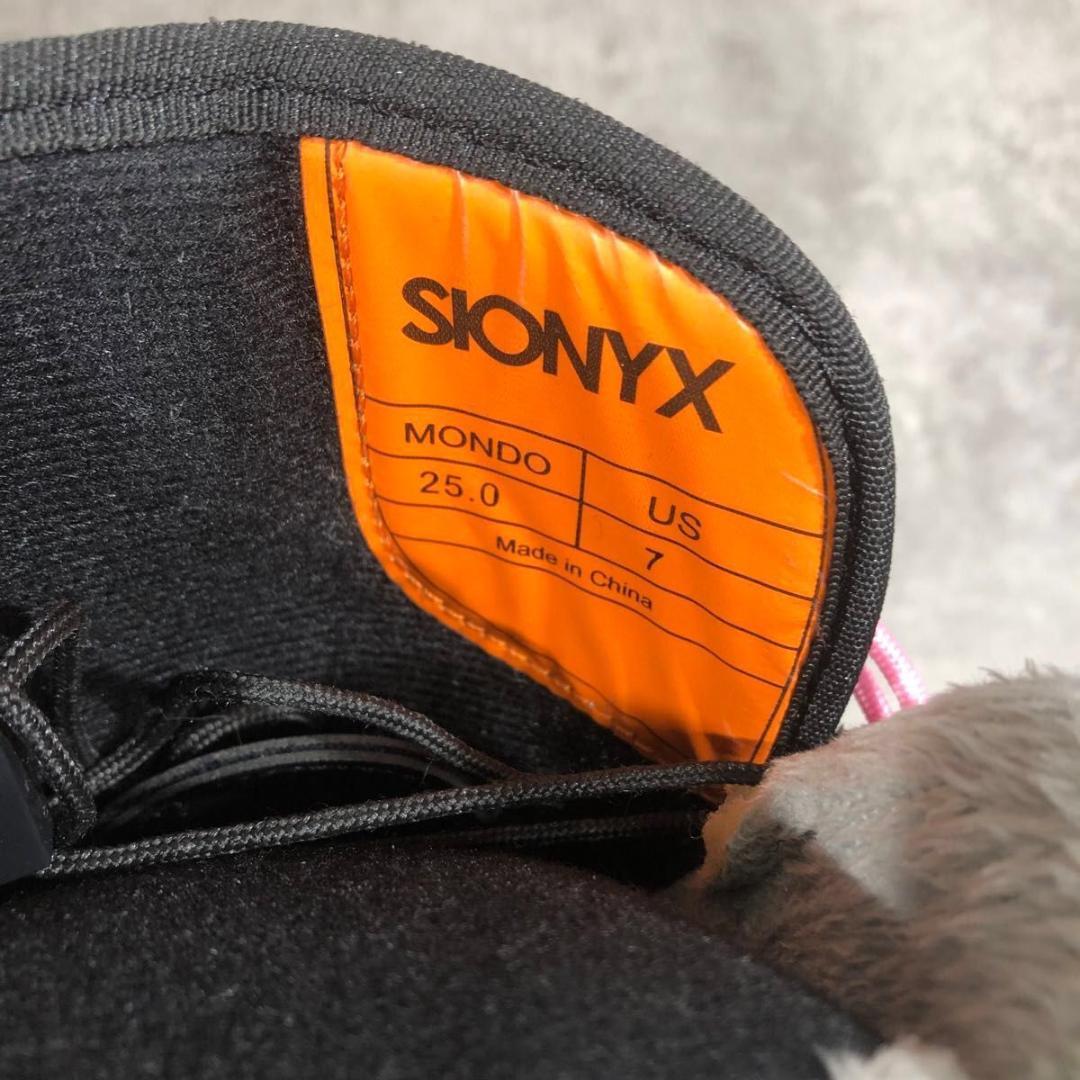 SIONYX
MONDO US
25.0 7
Made in China